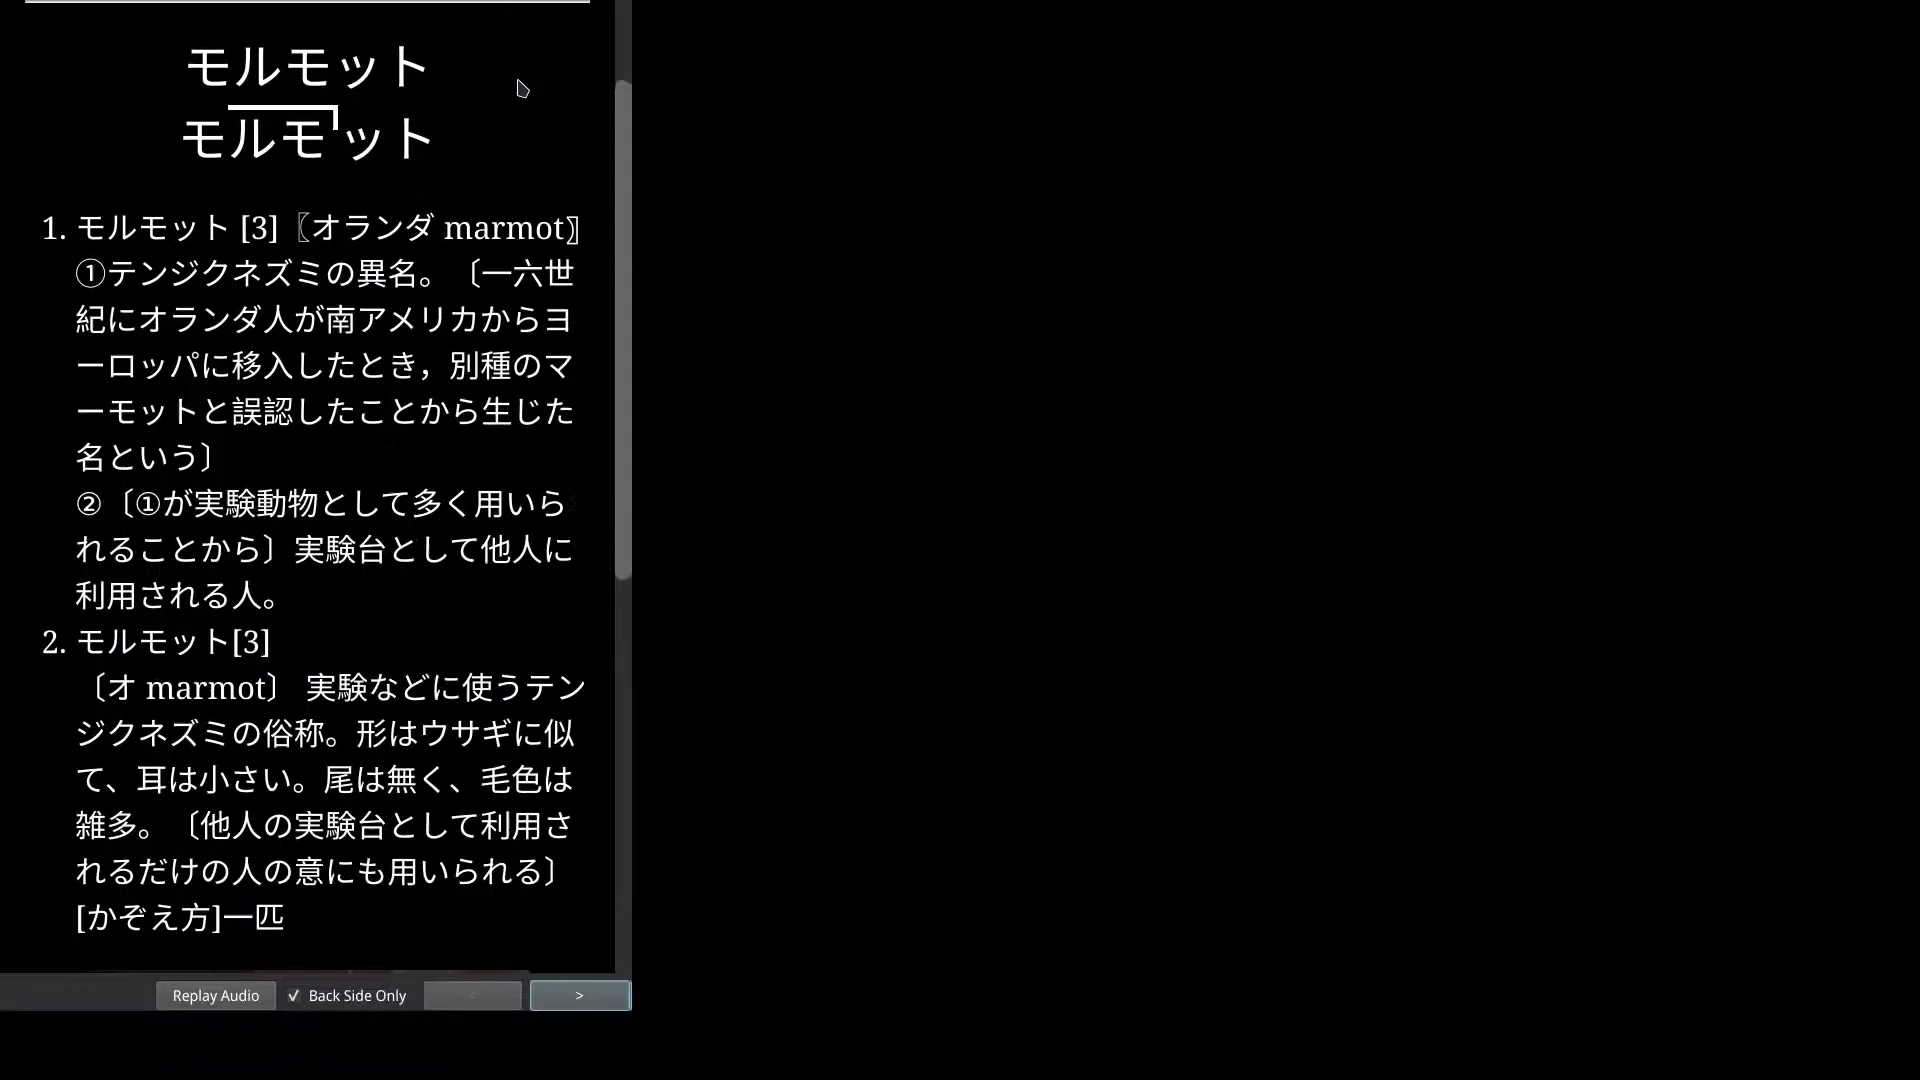 モルモット
モルモット
1. モルモット [3]〖オランダ marmot〗
①テンジクネズミの異名。〔一六世
紀にオランダ人が南アメリカからヨ
ーロッパに移入したとき，別種のマ
ーモットと誤認したことから生じた
名という〕
②〔①が実験動物として多く用いら
れることから〕実験台として他人に
利用される人。
2. モルモット[3]
〔オ marmot〕 実験などに使うテン
ジクネズミの俗称。形はウサギに似
て、耳は小さい。尾は無く、毛色は
雑多。〔他人の実験台として利用さ
れるだけの人の意にも用いられる〕
[かぞえ方]一匹
Replay Audio ✓ Back Side Only < >